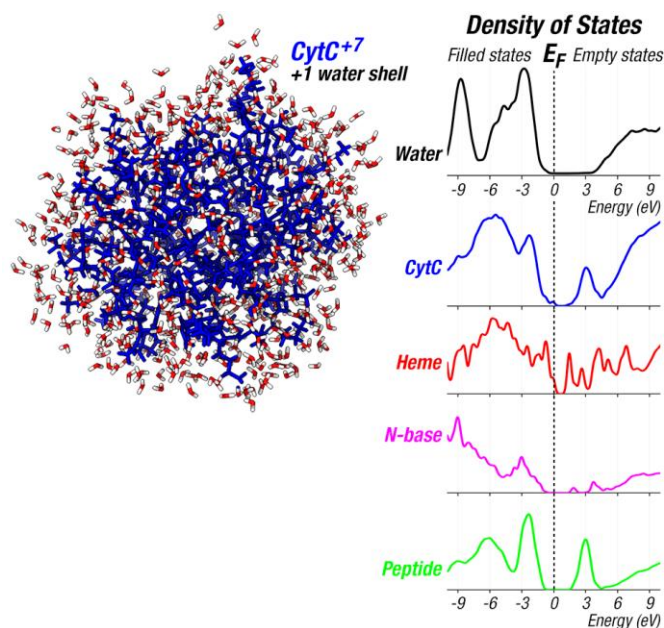 CytC+7
+1 water shell
Density of States
Filled states EF Empty states
Water
-9 -6 -3 0 3 6 9
Energy (eV)
CytC
Heme
N-base
Peptide
-9 -6 -3 0 3 6 9
Energy (eV)